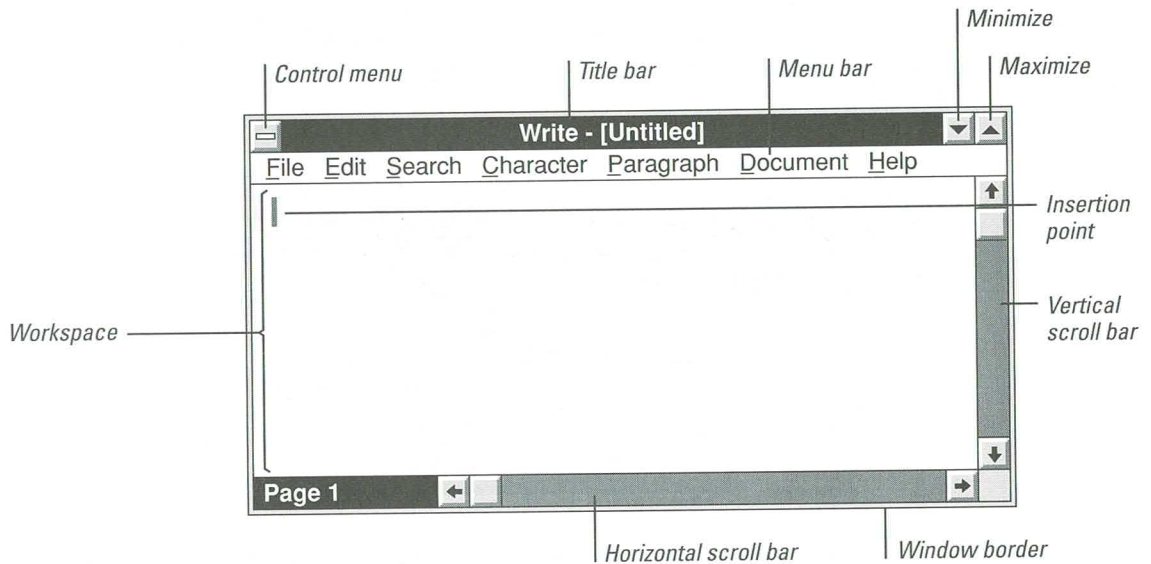 Minimize
Control menu
Title bar
Menu bar
Maximize
Write - [Untitled]
File Edit Search Character Paragraph Document Help
Insertion
point
Workspace
Vertical
scroll bar
Page 1
Horizontal scroll bar
Window border